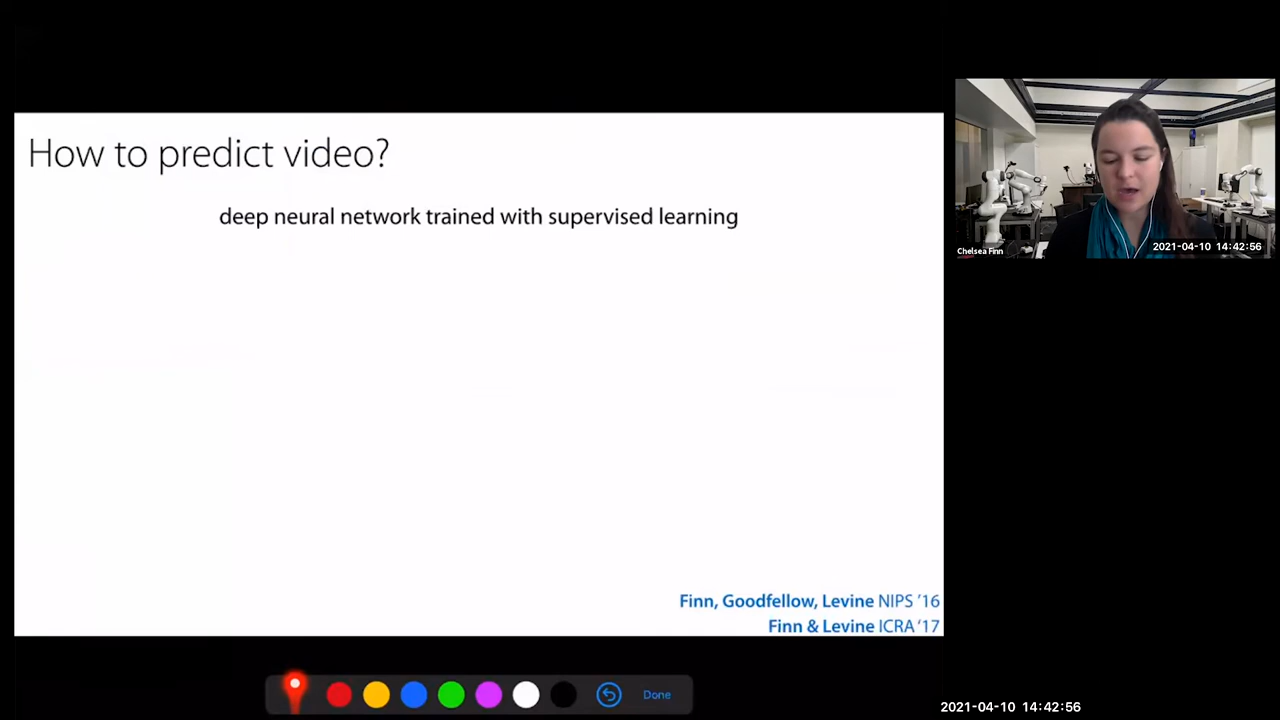 How to predict video?
deep neural network trained with supervised learning
Finn, Goodfellow, Levine NIPS '16
Finn & Levine ICRA '17
Chelsea Finn
2021-04-10 14:42:56
Done
2021-04-10 14:42:56